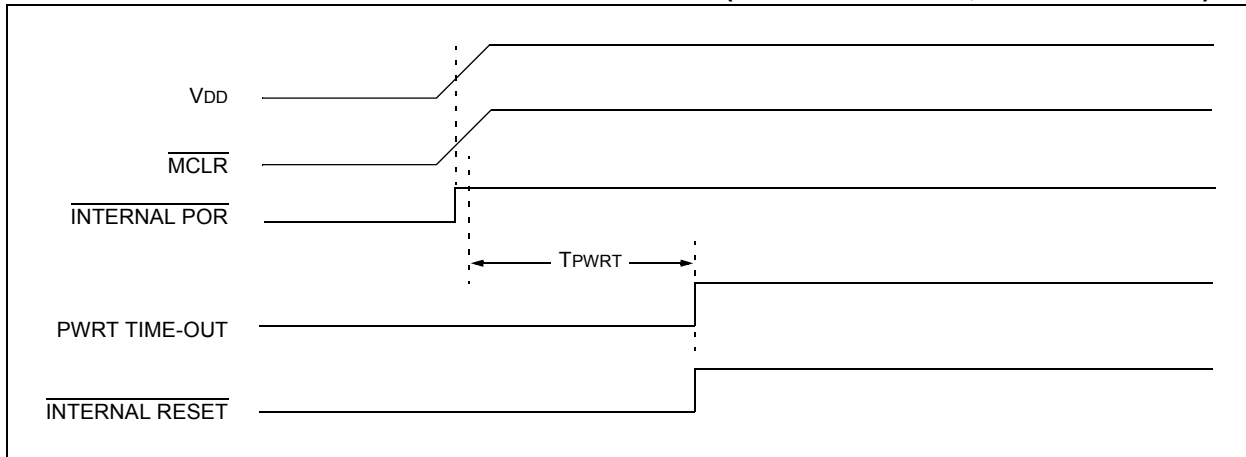 VDD
MCLR
INTERNAL POR
TPWRT
PWRT TIME-OUT
INTERNAL RESET